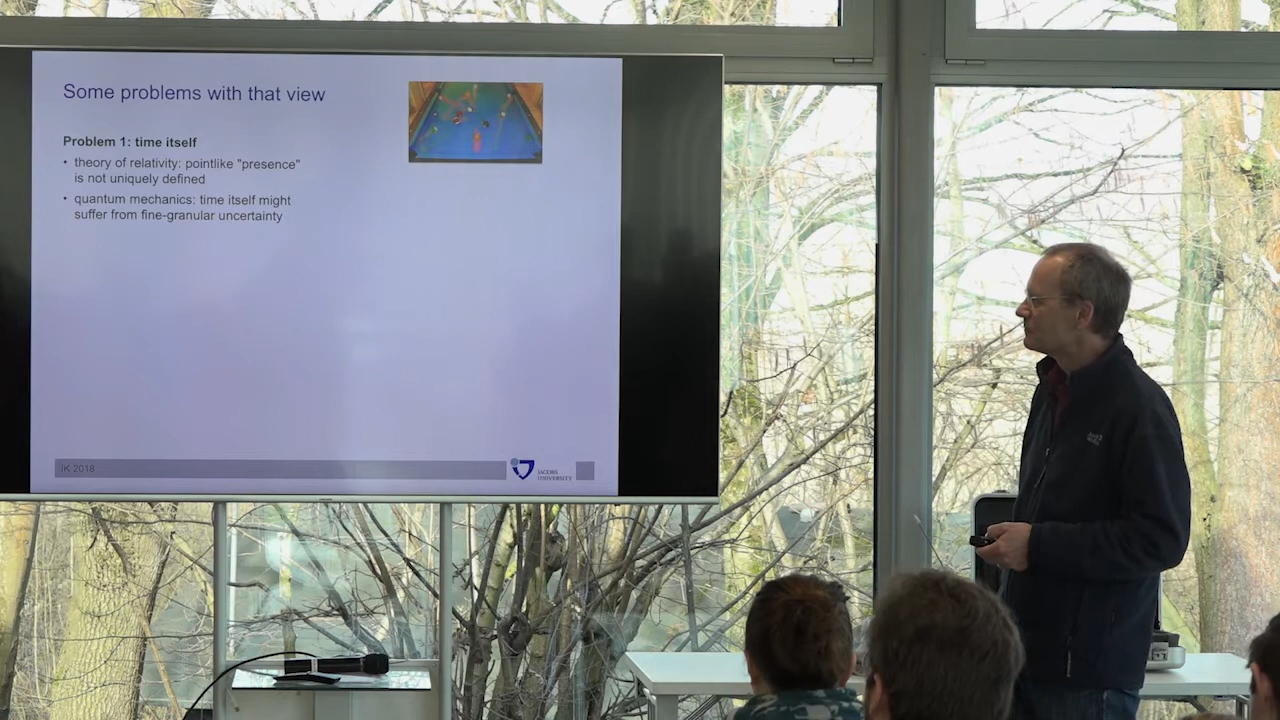 Some problems with that view
Problem 1: time itself
• theory of relativity: pointlike "presence"
is not uniquely defined
• quantum mechanics: time itself might
suffer from fine-granular uncertainty
IK 2018
JACOBS
UNIVERSITY